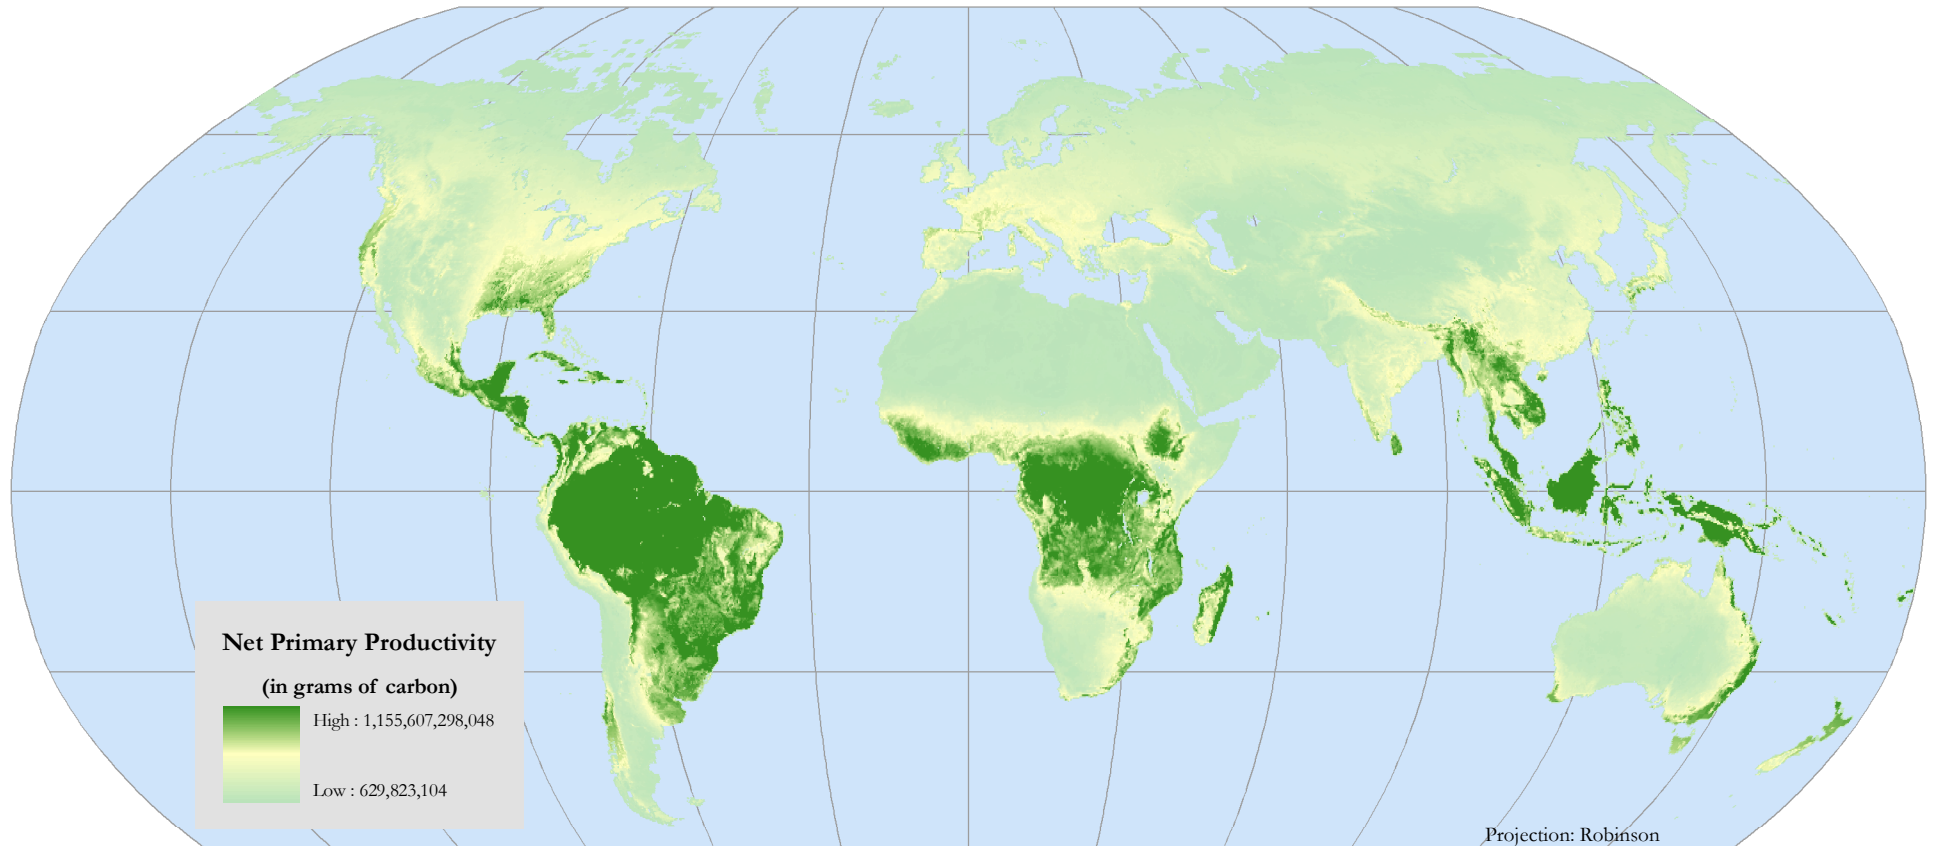 Net Primary Productivity
(in grams of carbon)
High : 1,155,607,298,048
Low : 629,823,104
Projection: Robinson